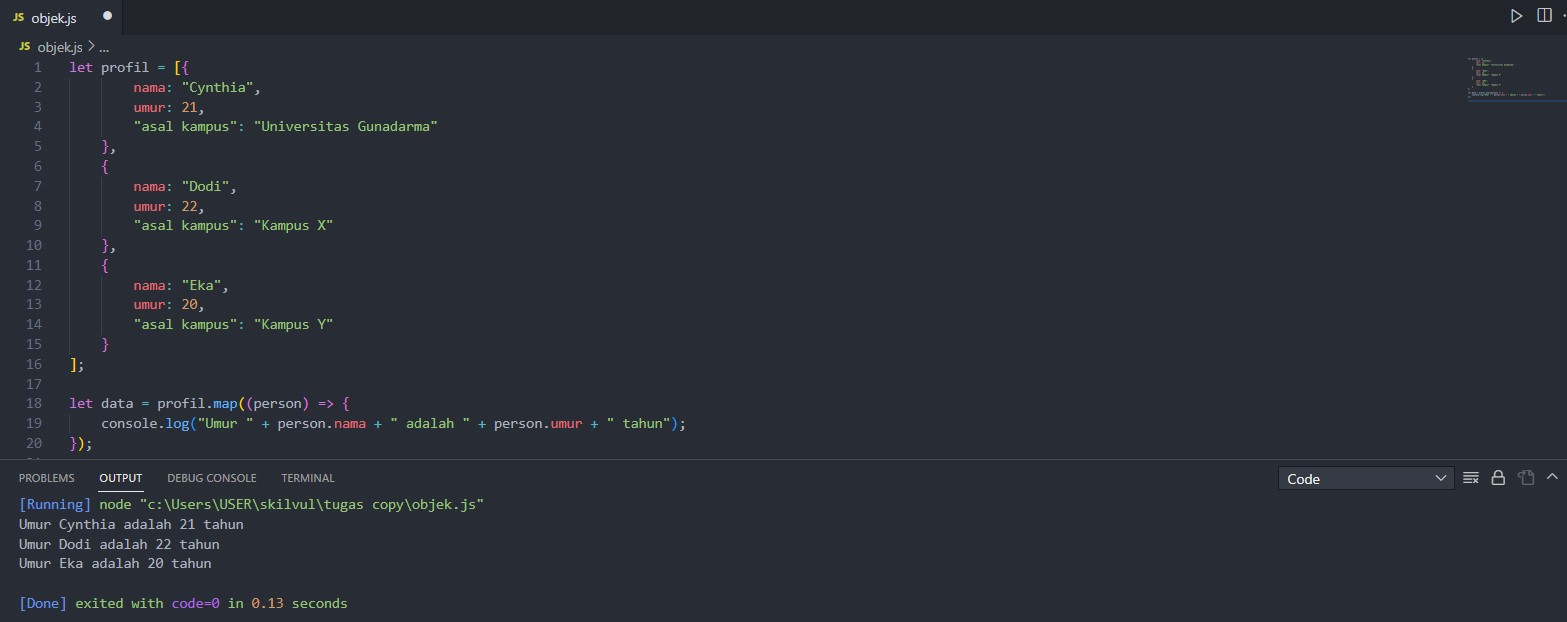 JS objek.js
JS objek.js > ...
1 let profil = [{
2 nama: "Cynthia",
3 umur: 21,
4 "asal kampus": "Universitas Gunadarma"
5 },
6 {
7 nama: "Dodi",
8 umur: 22,
9 "asal kampus": "Kampus X"
10 },
11 {
12 nama: "Eka",
13 umur: 20,
14 "asal kampus": "Kampus Y"
15 }
16 ];
17
18 let data = profil.map((person) => {
19 console.log("Umur " + person.nama + " adalah " + person.umur + " tahun");
20 });
PROBLEMS OUTPUT DEBUG CONSOLE TERMINAL Code
[Running] node "c:\Users\USER\skilvul\tugas copy\objek.js"
Umur Cynthia adalah 21 tahun
Umur Dodi adalah 22 tahun
Umur Eka adalah 20 tahun
[Done] exited with code=0 in 0.13 seconds